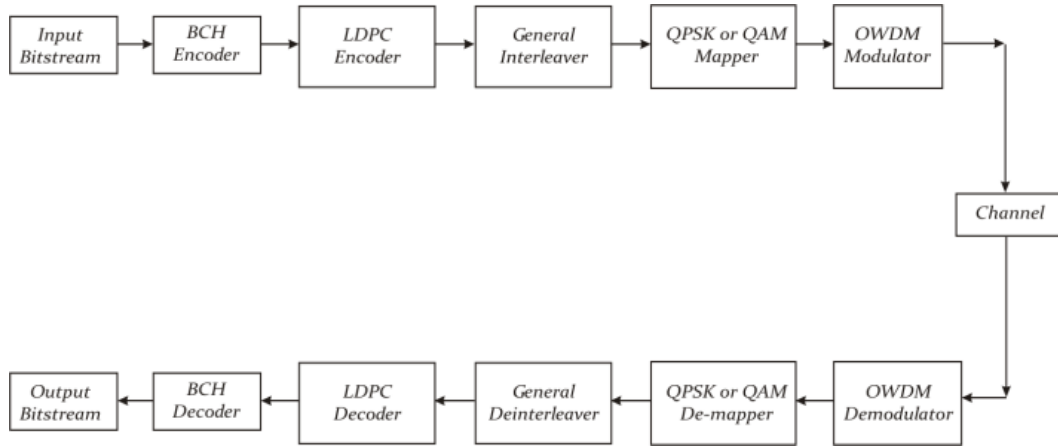 Input
Bitstream
BCH
Encoder
LDPC
Encoder
General
Interleaver
QPSK or QAM
Mapper
OWDM
Modulator
Channel
Output
Bitstream
BCH
Decoder
LDPC
Decoder
General
Deinterleaver
QPSK or QAM
De-mapper
OWDM
Demodulator